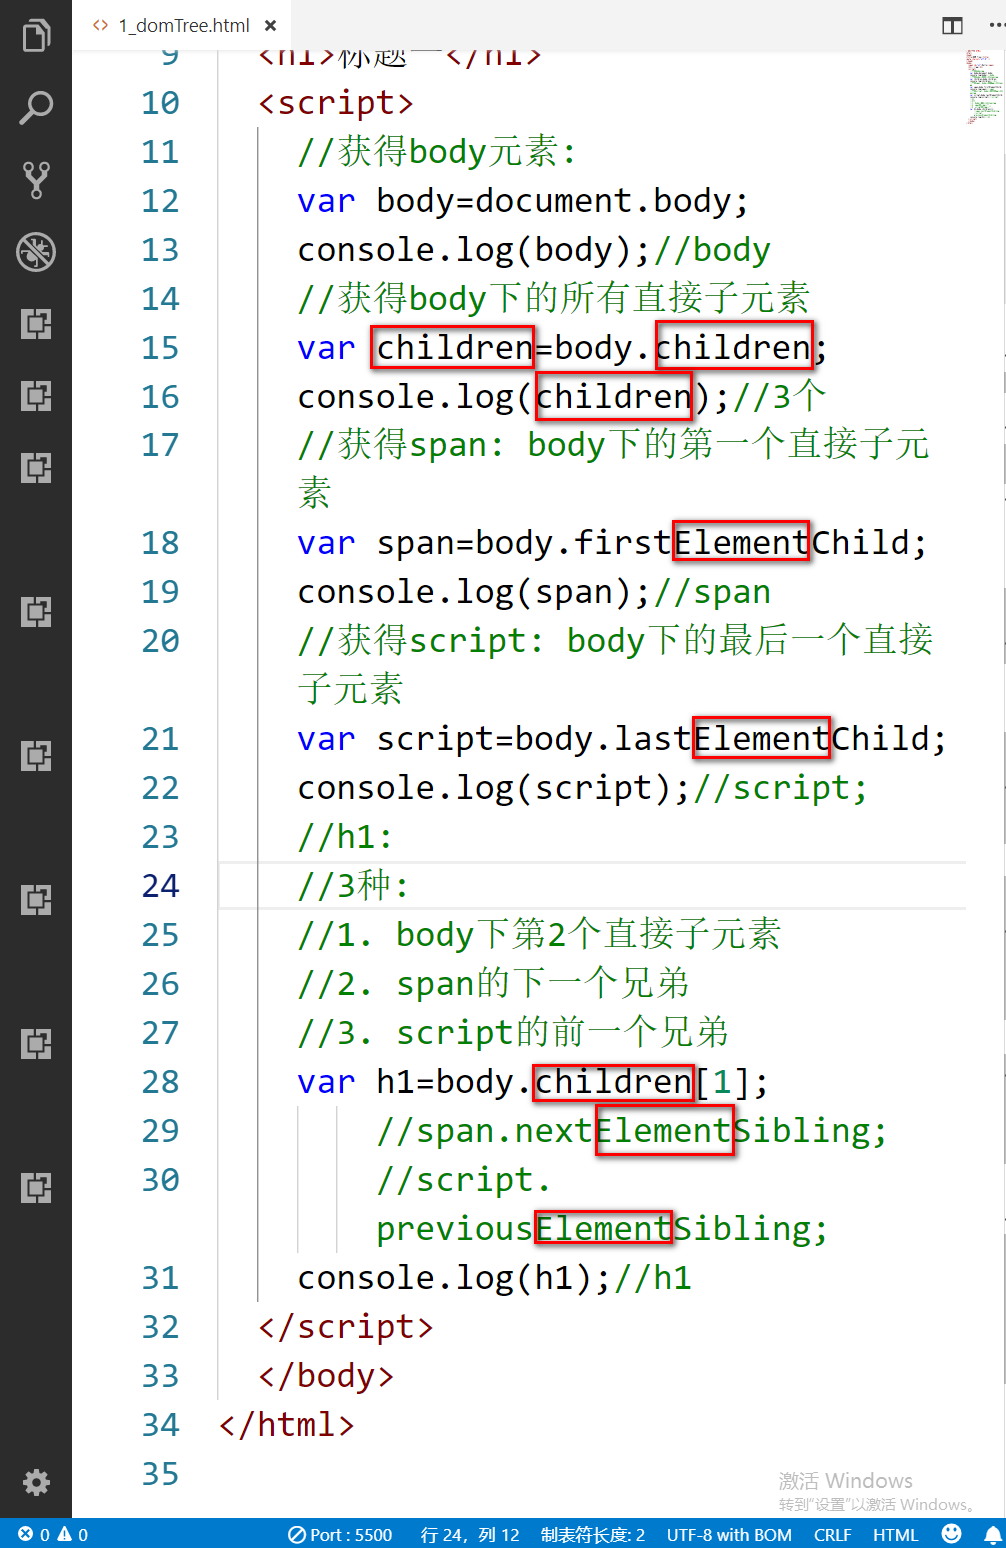 1_domTree.html
9 <h1>标题一</h1>
10 <script>
11 //获得body元素:
12 var body=document.body;
13 console.log(body);//body
14 //获得body下的所有直接子元素
15 var children=body.children;
16 console.log(children);//3个
17 //获得span: body下的第一个直接子元
素
18 var span=body.firstElementChild;
19 console.log(span);//span
20 //获得script: body下的最后一个直接
子元素
21 var script=body.lastElementChild;
22 console.log(script);//script;
23 //h1:
24 //3种:
25 //1. body下第2个直接子元素
26 //2. span的下一个兄弟
27 //3. script的前一个兄弟
28 var h1=body.children[1];
29 //span.nextElementSibling;
30 //script.
previousElementSibling;
31 console.log(h1);//h1
32 </script>
33 </body>
34 </html>
35
激活 Windows
转到“设置”以激活 Windows。
0 0 Port : 5500 行 24，列 12 制表符长度: 2 UTF-8 with BOM CRLF HTML